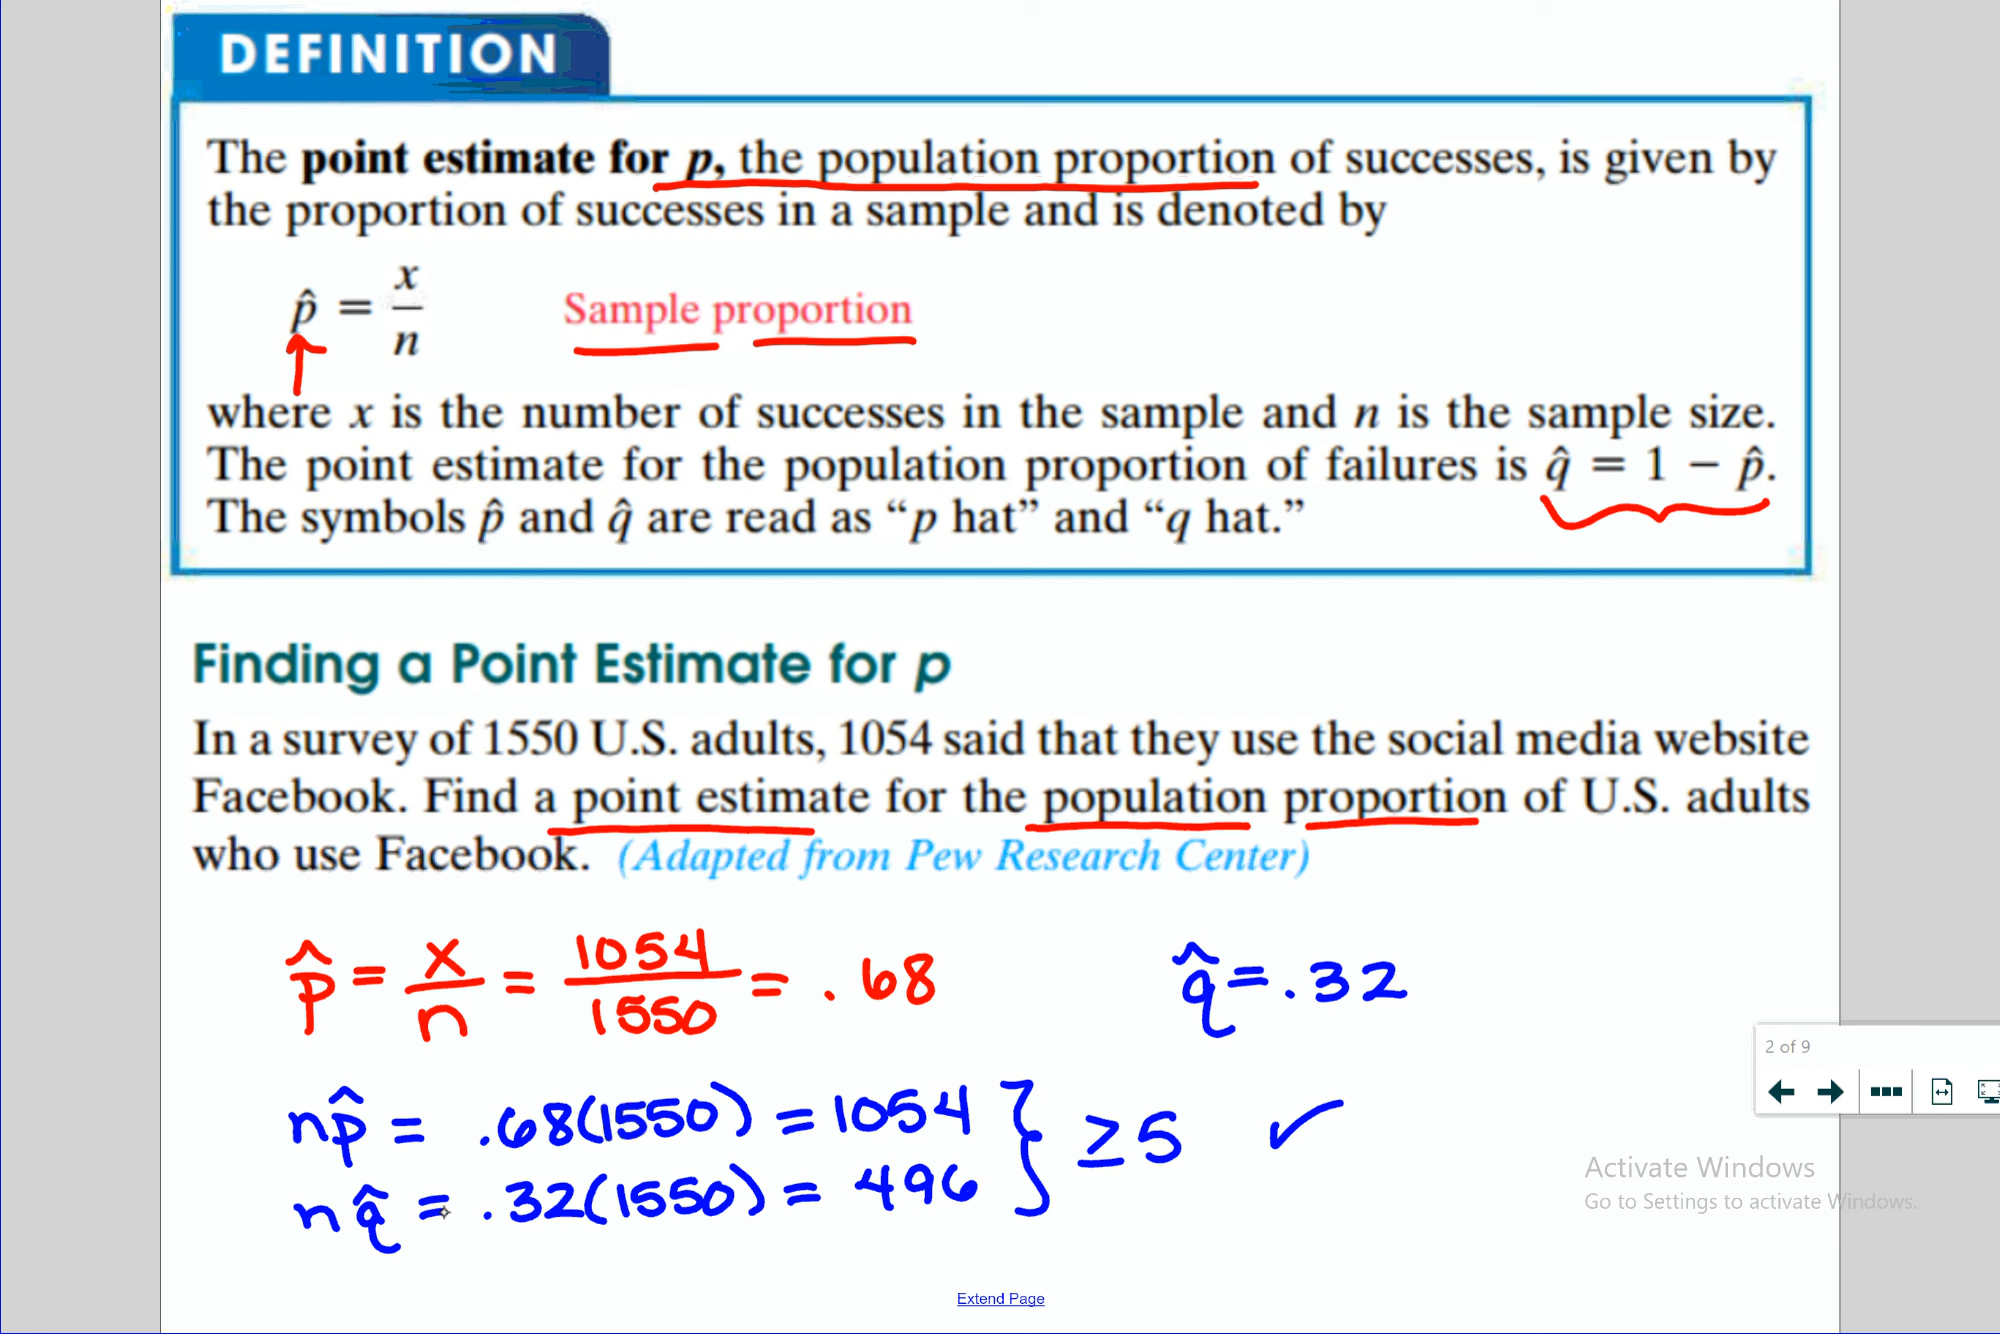 DEFINITION
The point estimate for p, the population proportion of successes, is given by
the proportion of successes in a sample and is denoted by
p̂ = x/n Sample proportion
where x is the number of successes in the sample and n is the sample size.
The point estimate for the population proportion of failures is q̂ = 1 − p̂.
The symbols p̂ and q̂ are read as “p hat” and “q hat.”
Finding a Point Estimate for p
In a survey of 1550 U.S. adults, 1054 said that they use the social media website
Facebook. Find a point estimate for the population proportion of U.S. adults
who use Facebook. (Adapted from Pew Research Center)
p̂ = x/n = 1054/1550 = .68 q̂ = .32
np̂ = .68(1550) = 1054 } ≥5 ✓
nq̂ = .32(1550) = 496
2 of 9
Activate Windows
Go to Settings to activate Windows.
Extend Page